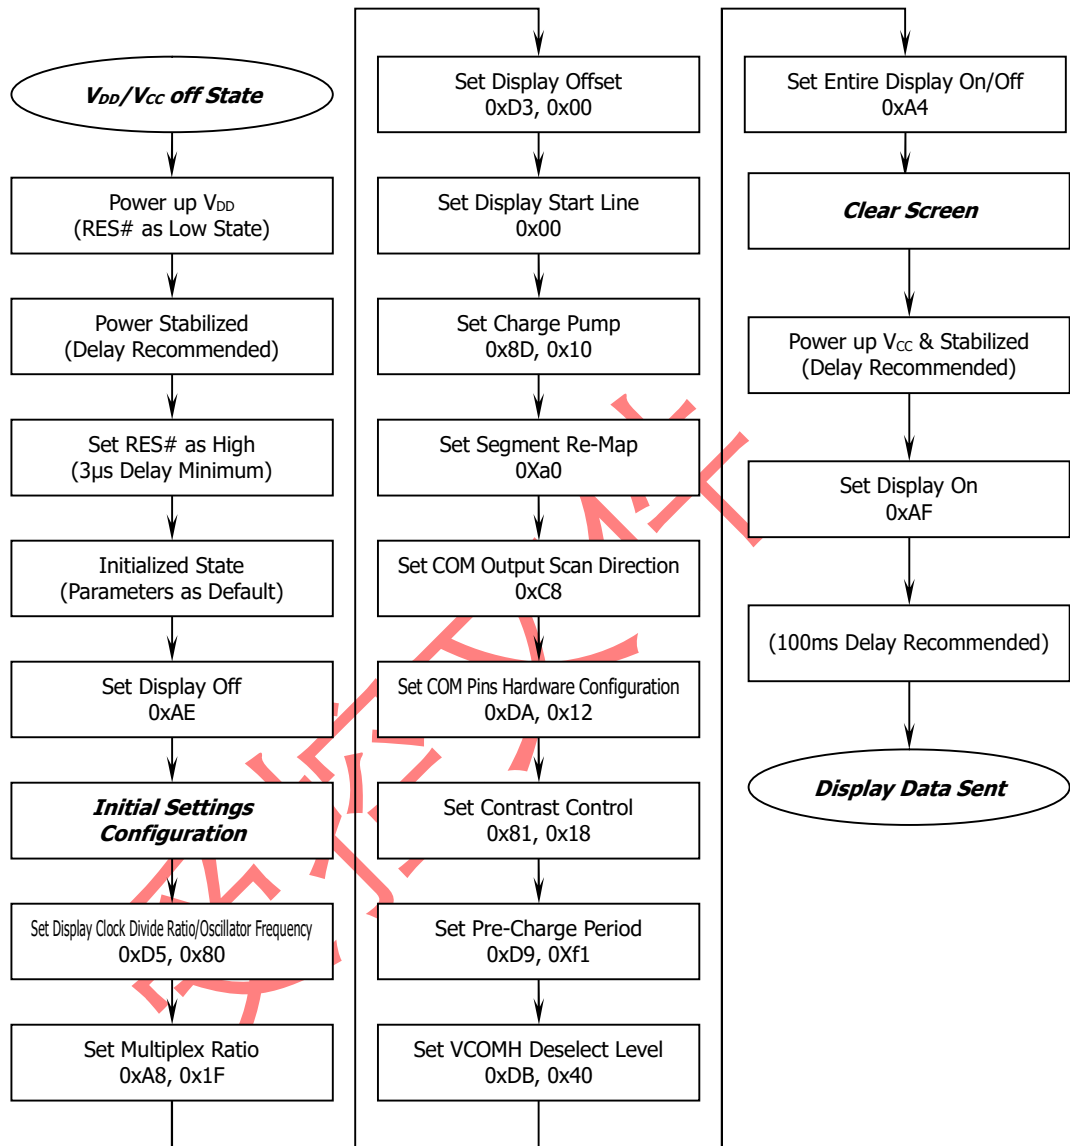 VDD/VCC off State
Power up VDD
(RES# as Low State)
Power Stabilized
(Delay Recommended)
Set RES# as High
(3μs Delay Minimum)
Initialized State
(Parameters as Default)
Set Display Off
0xAE
Initial Settings
Configuration
Set Display Clock Divide Ratio/Oscillator Frequency
0xD5, 0x80
Set Multiplex Ratio
0xA8, 0x1F
Set Display Offset
0xD3, 0x00
Set Display Start Line
0x00
Set Charge Pump
0x8D, 0x10
Set Segment Re-Map
0Xa0
Set COM Output Scan Direction
0xC8
Set COM Pins Hardware Configuration
0xDA, 0x12
Set Contrast Control
0x81, 0x18
Set Pre-Charge Period
0xD9, 0Xf1
Set VCOMH Deselect Level
0xDB, 0x40
Set Entire Display On/Off
0xA4
Clear Screen
Power up VCC & Stabilized
(Delay Recommended)
Set Display On
0xAF
(100ms Delay Recommended)
Display Data Sent